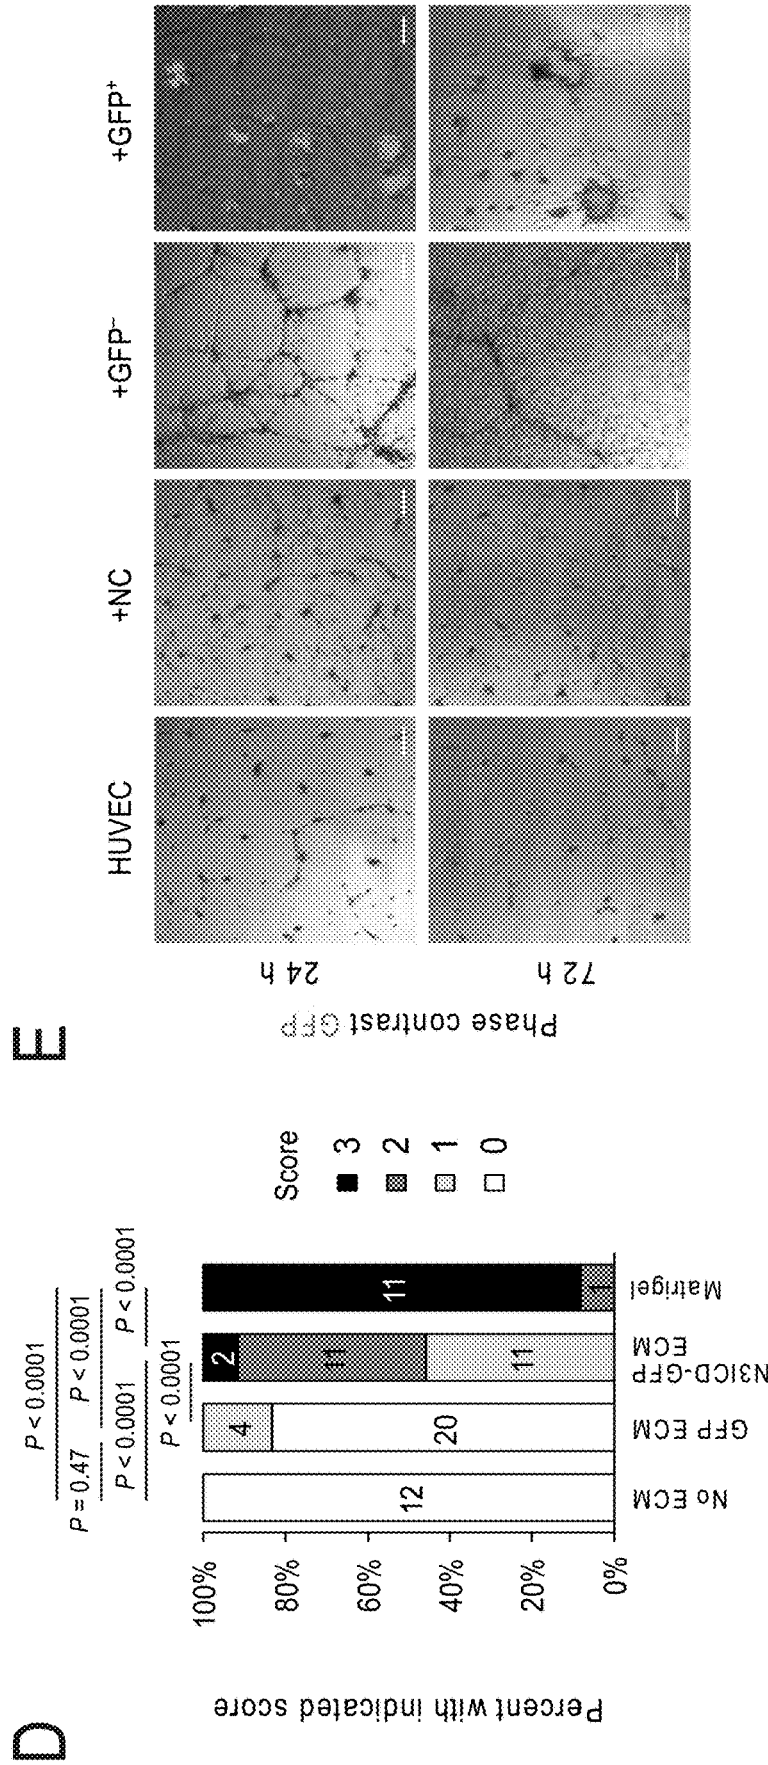 D
Percent with indicated score
100%
80%
60%
40%
20%
0%
P < 0.0001
P = 0.47
P < 0.0001
P < 0.0001
P < 0.0001
P < 0.0001
12
20
4
11
11
2
1
11
No ECM
GFP ECM
N3ICD-GFP
ECM
Matrigel
Score
3
2
1
0
E
Phase contrast GFP
HUVEC
+NC
+GFP⁻
+GFP⁺
24 h
72 h